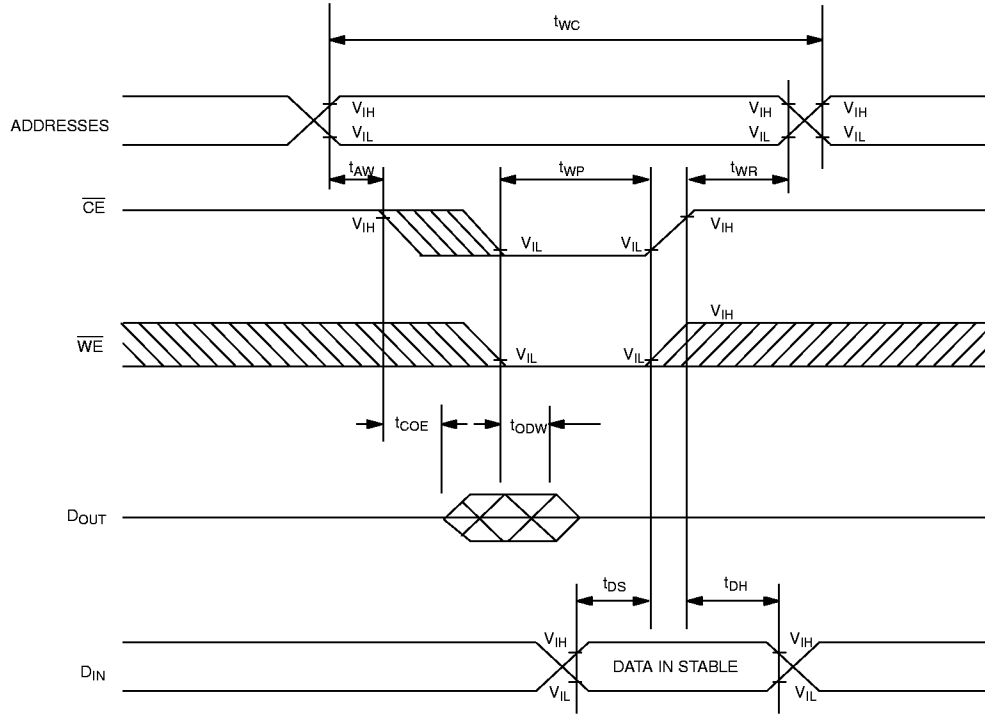 tWC
ADDRESSES
VIH VIH VIH
VIL VIL VIL
tAW tWP tWR
CE
VIH VIH
VIL VIL
VIH
WE
VIL VIL
tCOE tODW
DOUT
tDS tDH
VIH VIH
DIN DATA IN STABLE
VIL VIL